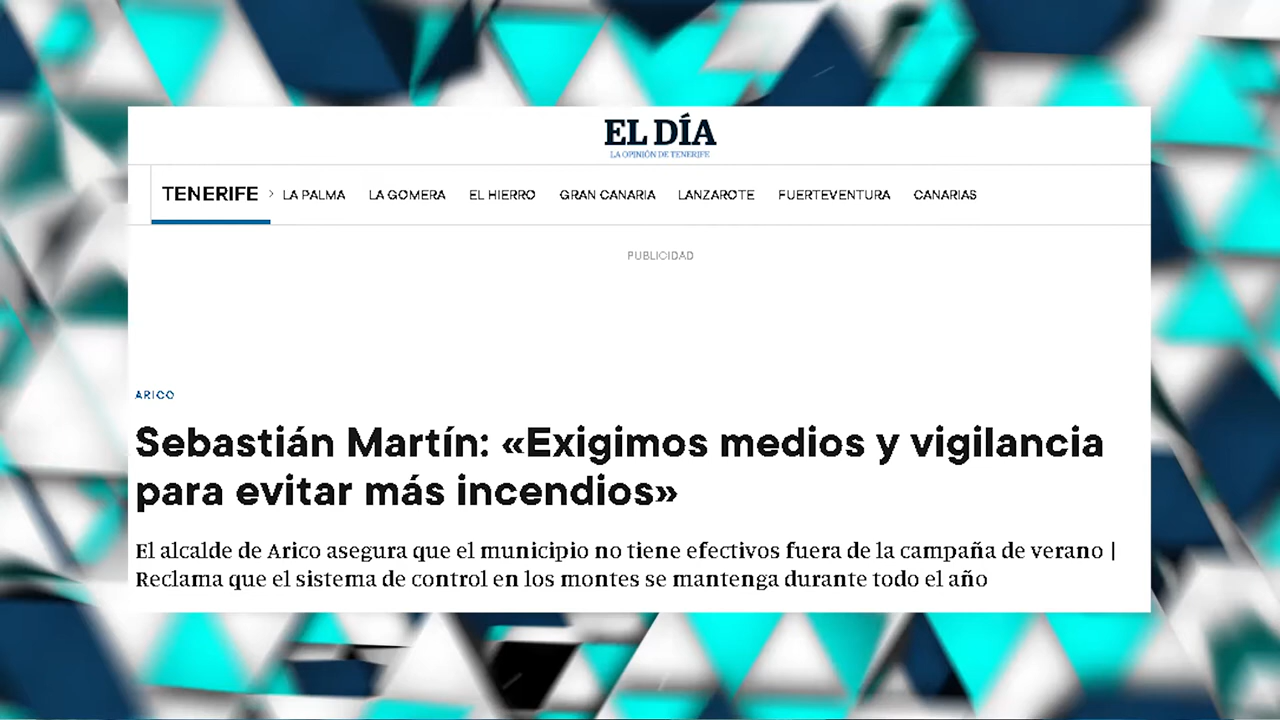 EL DÍA
LA OPINIÓN DE TENERIFE
TENERIFE > LA PALMA LA GOMERA EL HIERRO GRAN CANARIA LANZAROTE FUERTEVENTURA CANARIAS
PUBLICIDAD
ARICO
Sebastián Martín: «Exigimos medios y vigilancia
para evitar más incendios»
El alcalde de Arico asegura que el municipio no tiene efectivos fuera de la campaña de verano |
Reclama que el sistema de control en los montes se mantenga durante todo el año